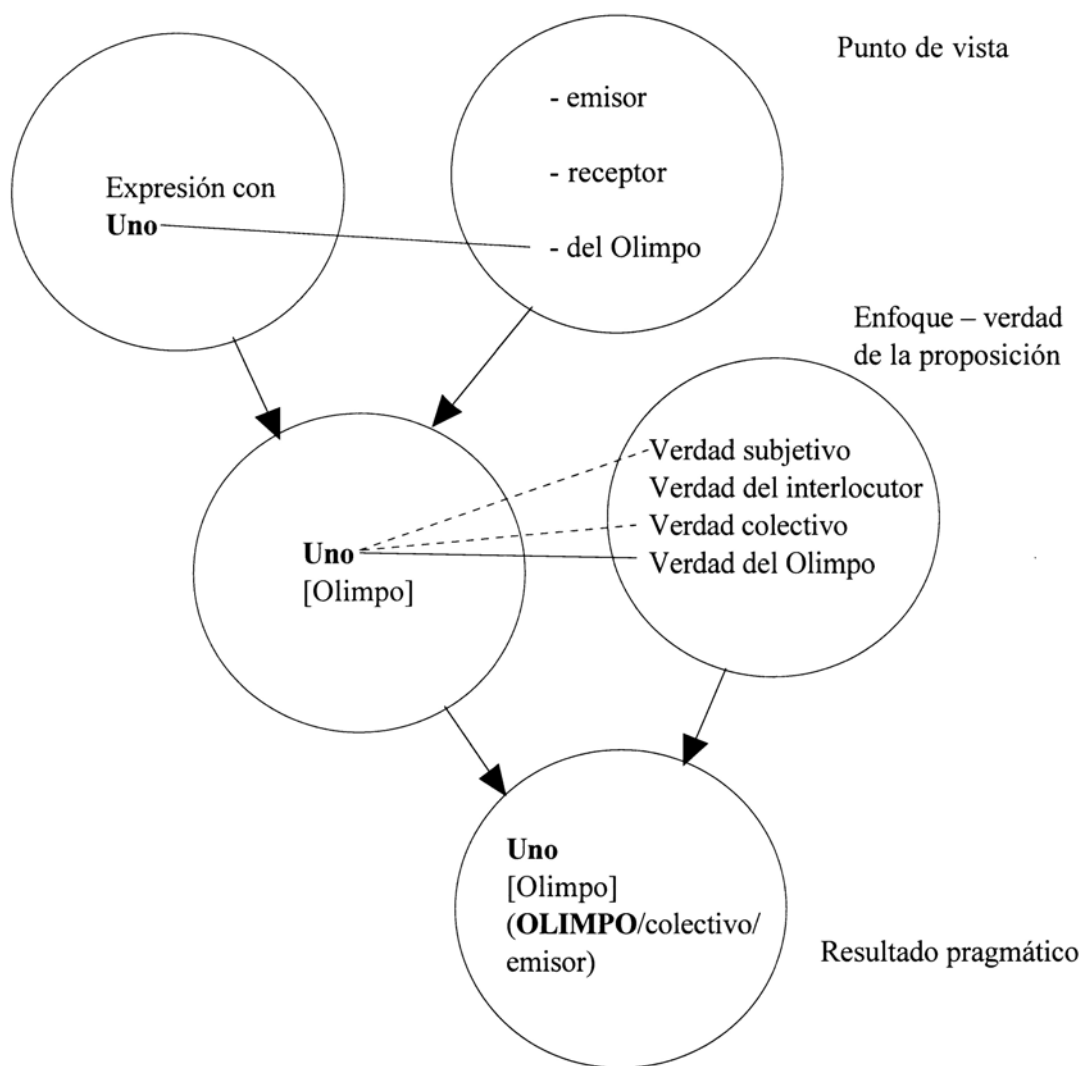 Punto de vista
- emisor
- receptor
- del Olimpo
Expresión con
Uno
Enfoque – verdad
de la proposición
Verdad subjetivo
Verdad del interlocutor
Verdad colectivo
Verdad del Olimpo
Uno
[Olimpo]
Uno
[Olimpo]
(OLIMPO/colectivo/
emisor)
Resultado pragmático